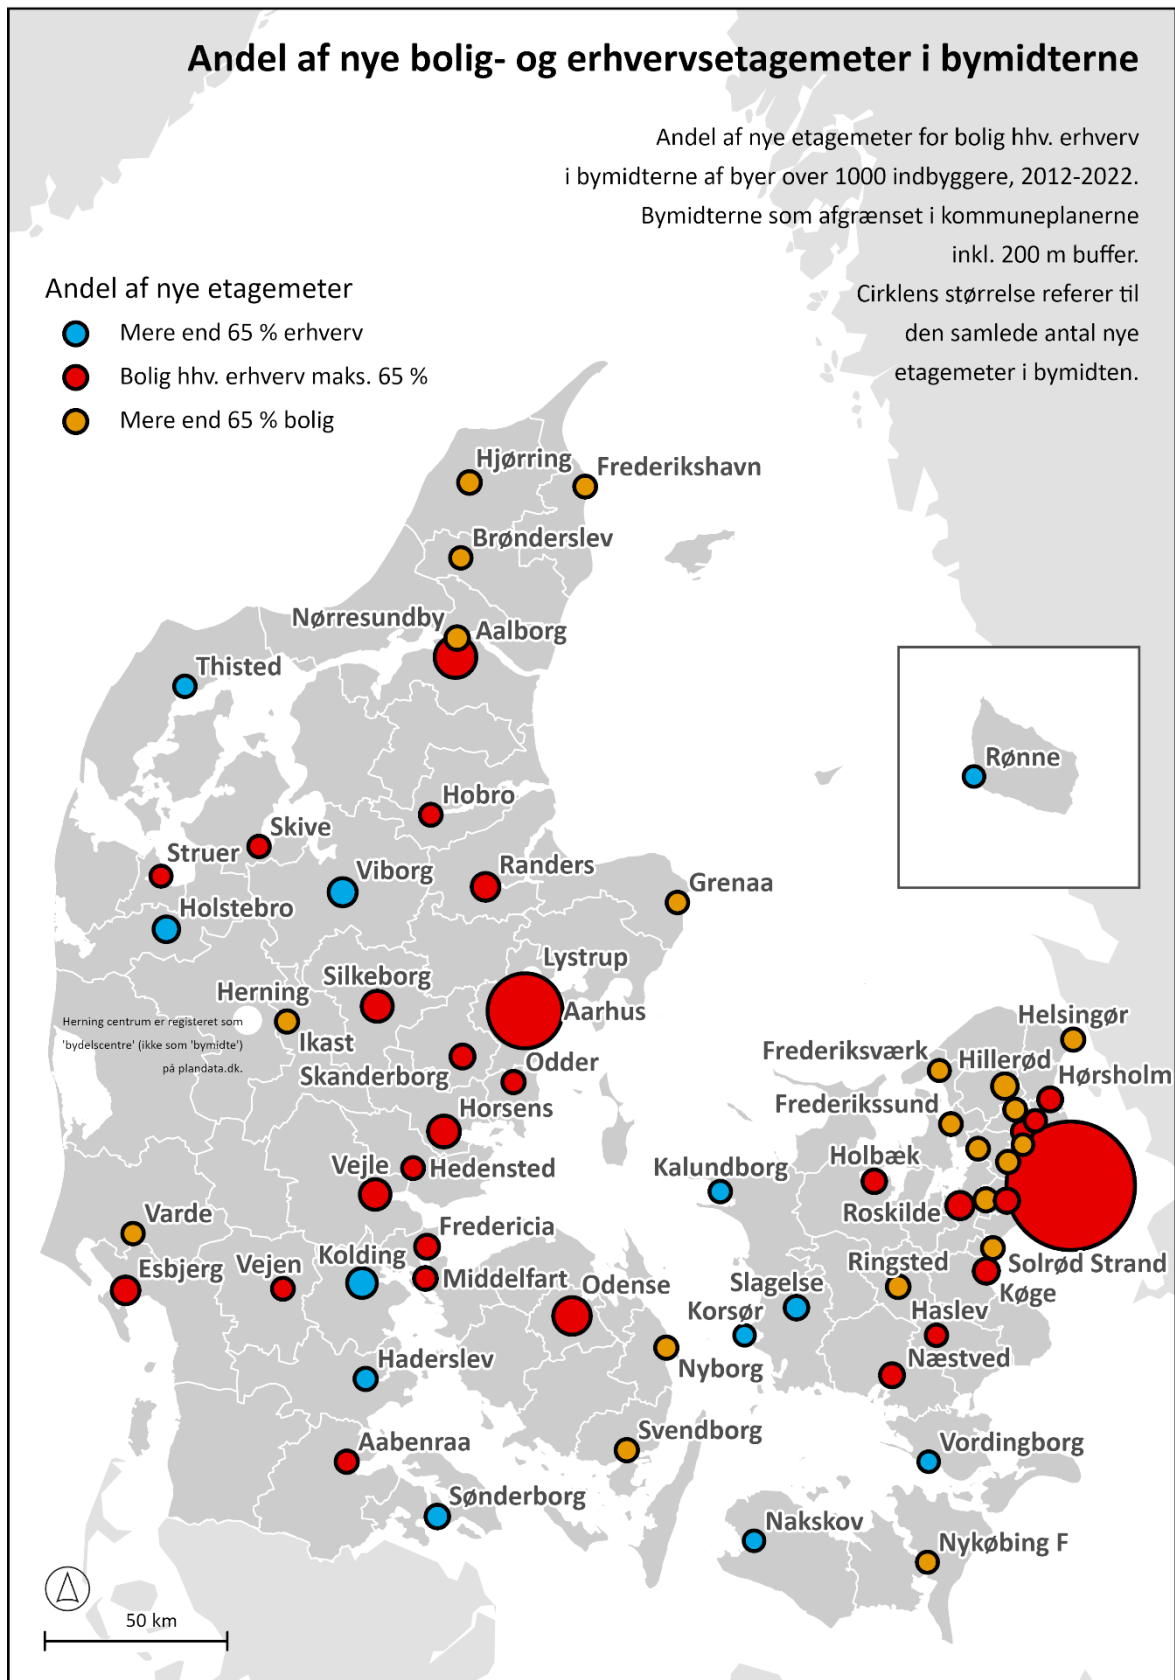 Andel af nye bolig- og erhvervsetagemeter i bymidterne
Andel af nye etagemeter for bolig hhv. erhverv
i bymidterne af byer over 1000 indbyggere, 2012-2022.
Bymidterne som afgrænset i kommuneplanerne
inkl. 200 m buffer.
Cirklens størrelse referer til
den samlede antal nye
etagemeter i bymidten.
Andel af nye etagemeter
Mere end 65 % erhverv
Bolig hhv. erhverv maks. 65 %
Mere end 65 % bolig
Hjørring
Frederikshavn
Brønderslev
Nørresundby
Aalborg
Thisted
Rønne
Hobro
Skive
Struer
Viborg
Randers
Grenaa
Holstebro
Lystrup
Silkeborg
Herning
Aarhus
Herning centrum er registeret som
'bydelscentre' (ikke som 'bymidte')
på plandata.dk.
Ikast
Skanderborg
Odder
Helsingør
Frederiksværk
Hillerød
Hørsholm
Horsens
Frederikssund
Vejle
Hedensted
Kalundborg
Holbæk
Roskilde
Varde
Fredericia
Esbjerg
Vejen
Kolding
Middelfart
Odense
Slagelse
Ringsted
Solrød Strand
Køge
Korsør
Haslev
Nyborg
Næstved
Haderslev
Svendborg
Aabenraa
Vordingborg
Sønderborg
Nakskov
Nykøbing F
50 km